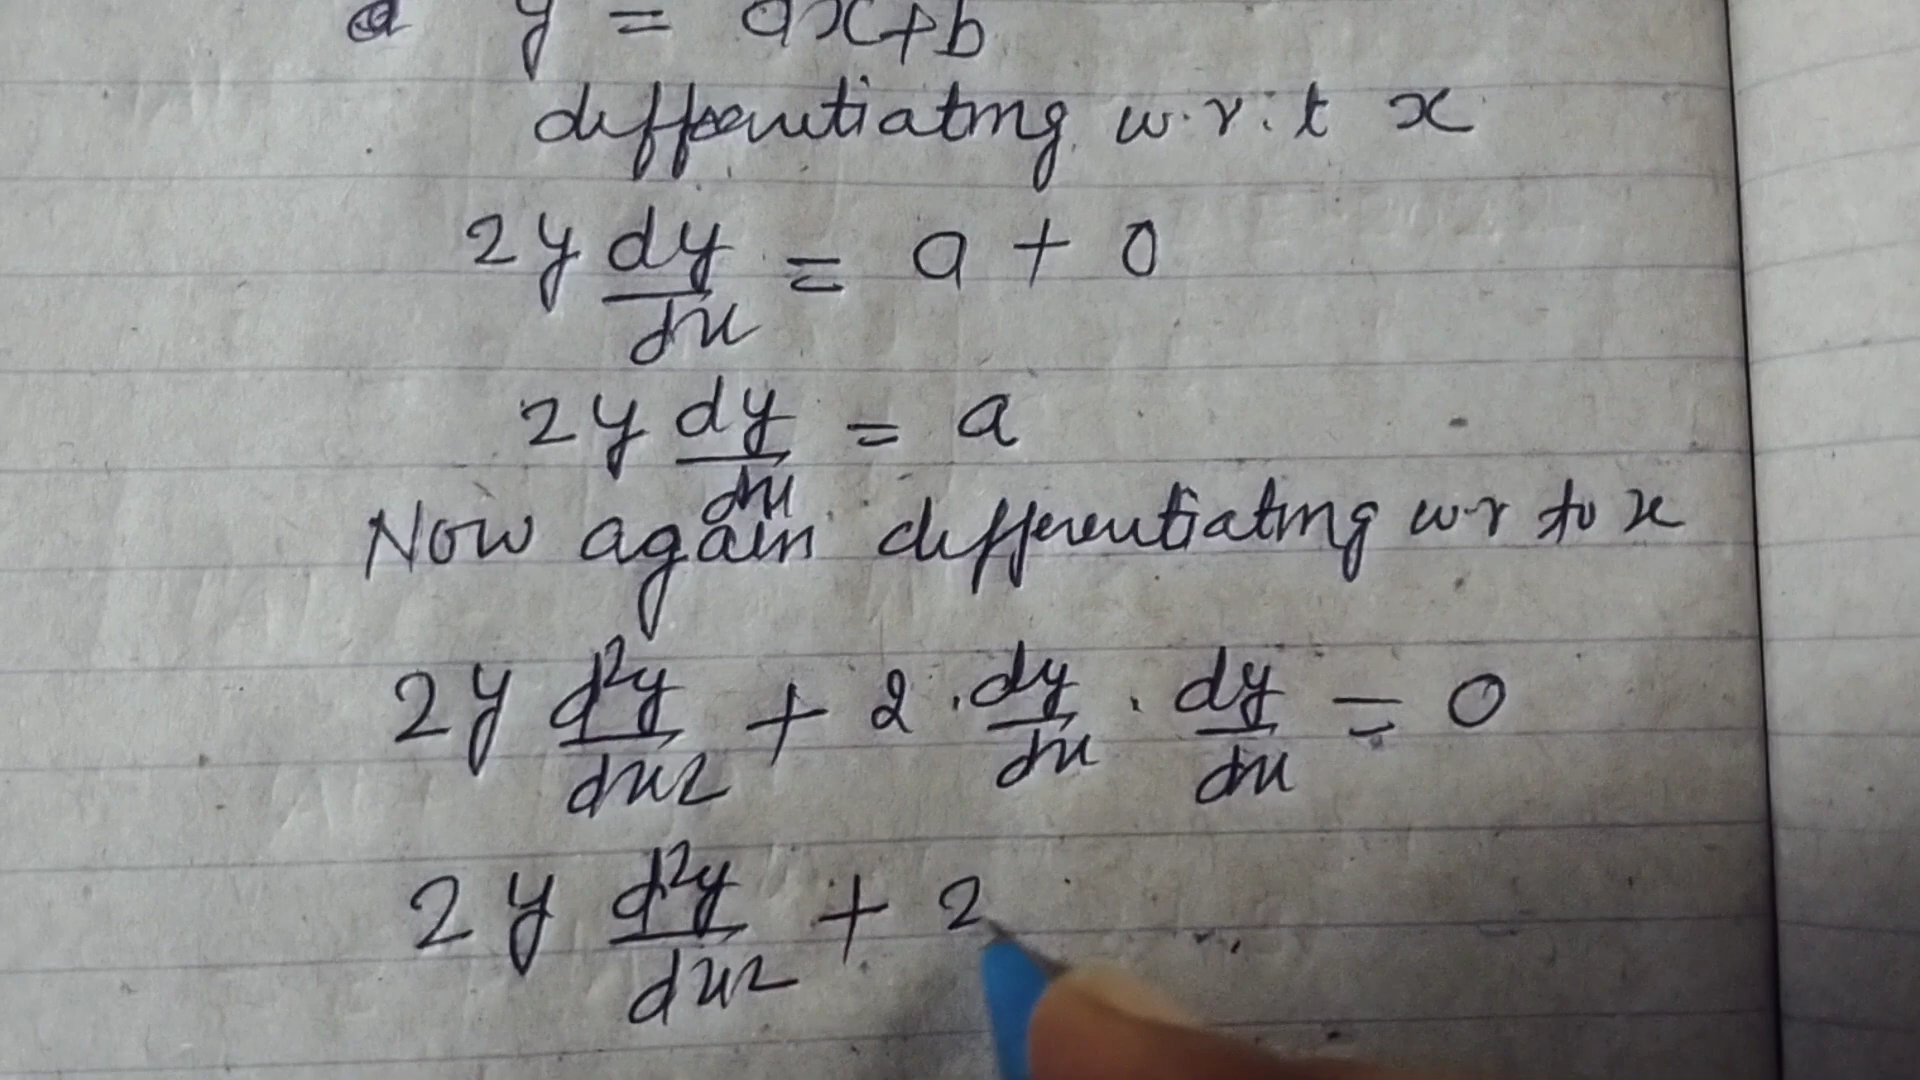 a y = ax+b
differentiating w.r.t x
2y dy/dx = a + 0
2y dy/dx = a
Now again differentiating w.r to x
2y d²y/dx2 + 2 . dy/dx . dy/dx = 0
2y d²y/dx2 + 2